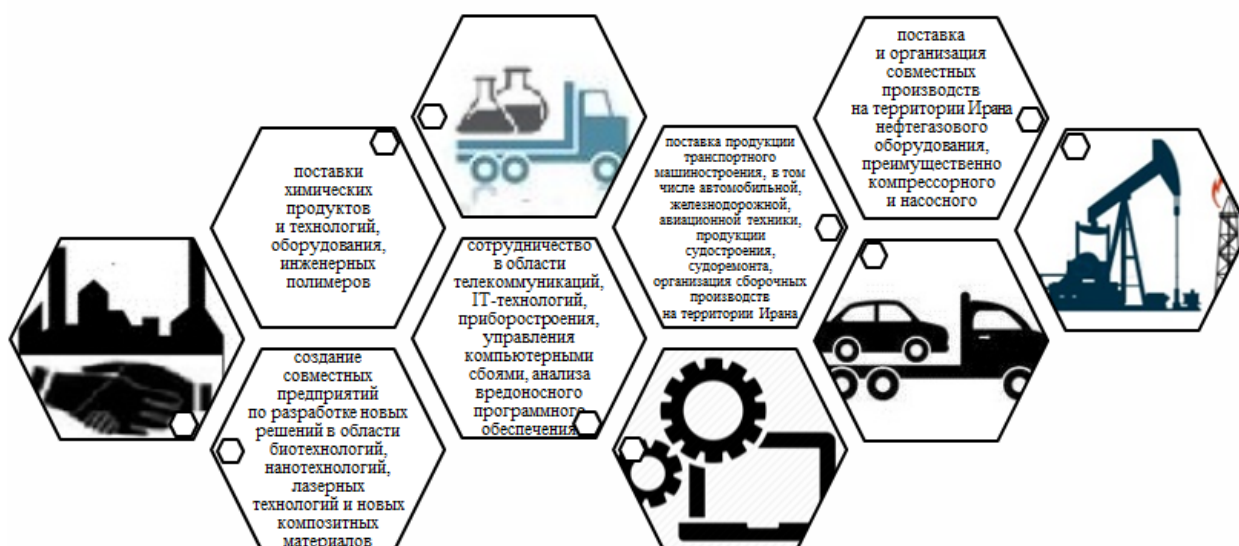 поставки
химических
продуктов
и технологий,
оборудования,
инженерных
полимеров
создание
совместных
предприятий
по разработке новых
решений в области
биотехнологий,
нанотехнологий,
лазерных
технологий и новых
композитных
материалов
сотрудничество
в области
телекоммуникаций,
IT-технологий,
приборостроения,
управления
компьютерными
сбоями, анализа
вредоносного
программного
обеспечения
поставка продукции
транспортного
машиностроения, в том
числе автомобильной,
железнодорожной,
авиационной техники,
продукции
судостроения,
судоремонта,
организация сборочных
производств
на территории Ирана
поставка
и организация
совместных
производств
на территории Ирана
нефтегазового
оборудования,
преимущественно
компрессорного
и насосного